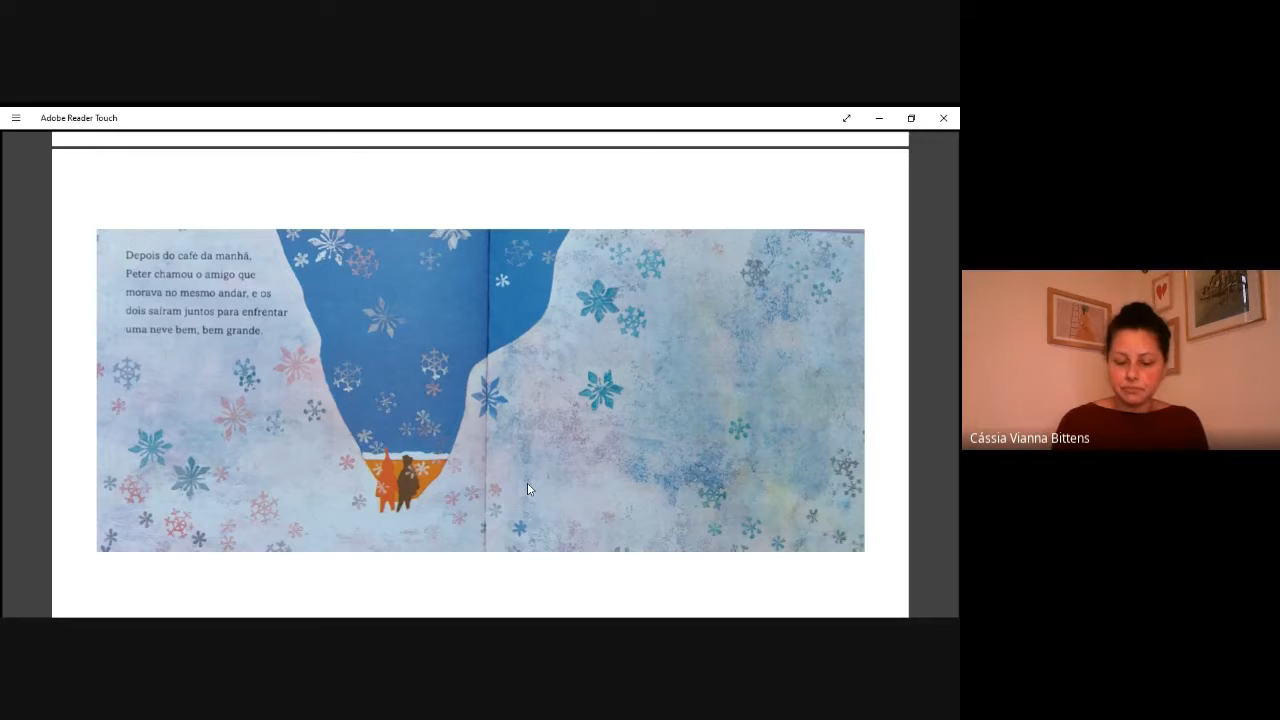 Adobe Reader Touch
Depois do café da manhã,
Peter chamou o amigo que
morava no mesmo andar, e os
dois saíram juntos para enfrentar
uma neve bem, bem grande.
Cássia Vianna Bittens